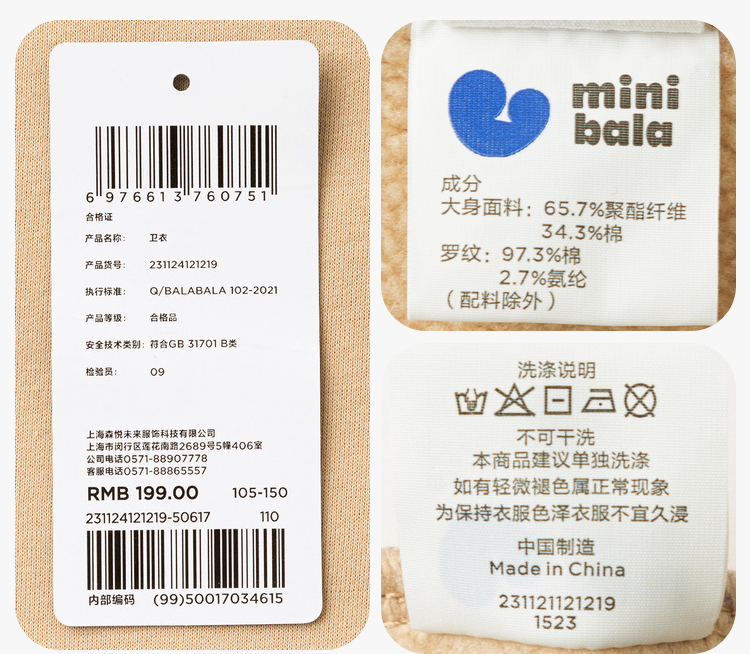 6 976613 760751
合格证
产品名称: 卫衣
产品货号: 231124121219
执行标准: Q/BALABALA 102-2021
产品等级: 合格品
安全技术类别: 符合GB 31701 B类
检验员: 09
上海森悦未来服饰科技有限公司
上海市闵行区莲花南路2689号5幢406室
公司电话0571-88907778
客服电话0571-88865557
RMB 199.00 105-150
231124121219-50617 110
内部编码 (99)50017034615
mini
bala
成分
大身面料: 65.7%聚酯纤维
34.3%棉
罗纹: 97.3%棉
2.7%氨纶
(配料除外)
洗涤说明
不可干洗
本商品建议单独洗涤
如有轻微褪色属正常现象
为保持衣服色泽衣服不宜久浸
中国制造
Made in China
231121121219
1523